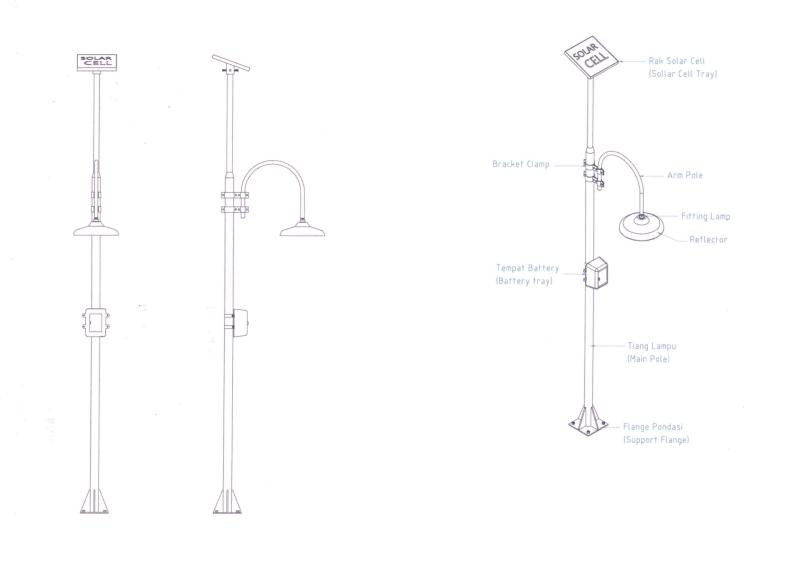 SOLAR
CELL
SOLAR
CELL
Rak Solar Cell
(Sollar Cell Tray)
Bracket Clamp
Arm Pole
Fitting Lamp
Reflector
Tempat Battery
(Battery tray)
Tiang Lampu
(Main Pole)
Flange Pondasi
(Support Flange)